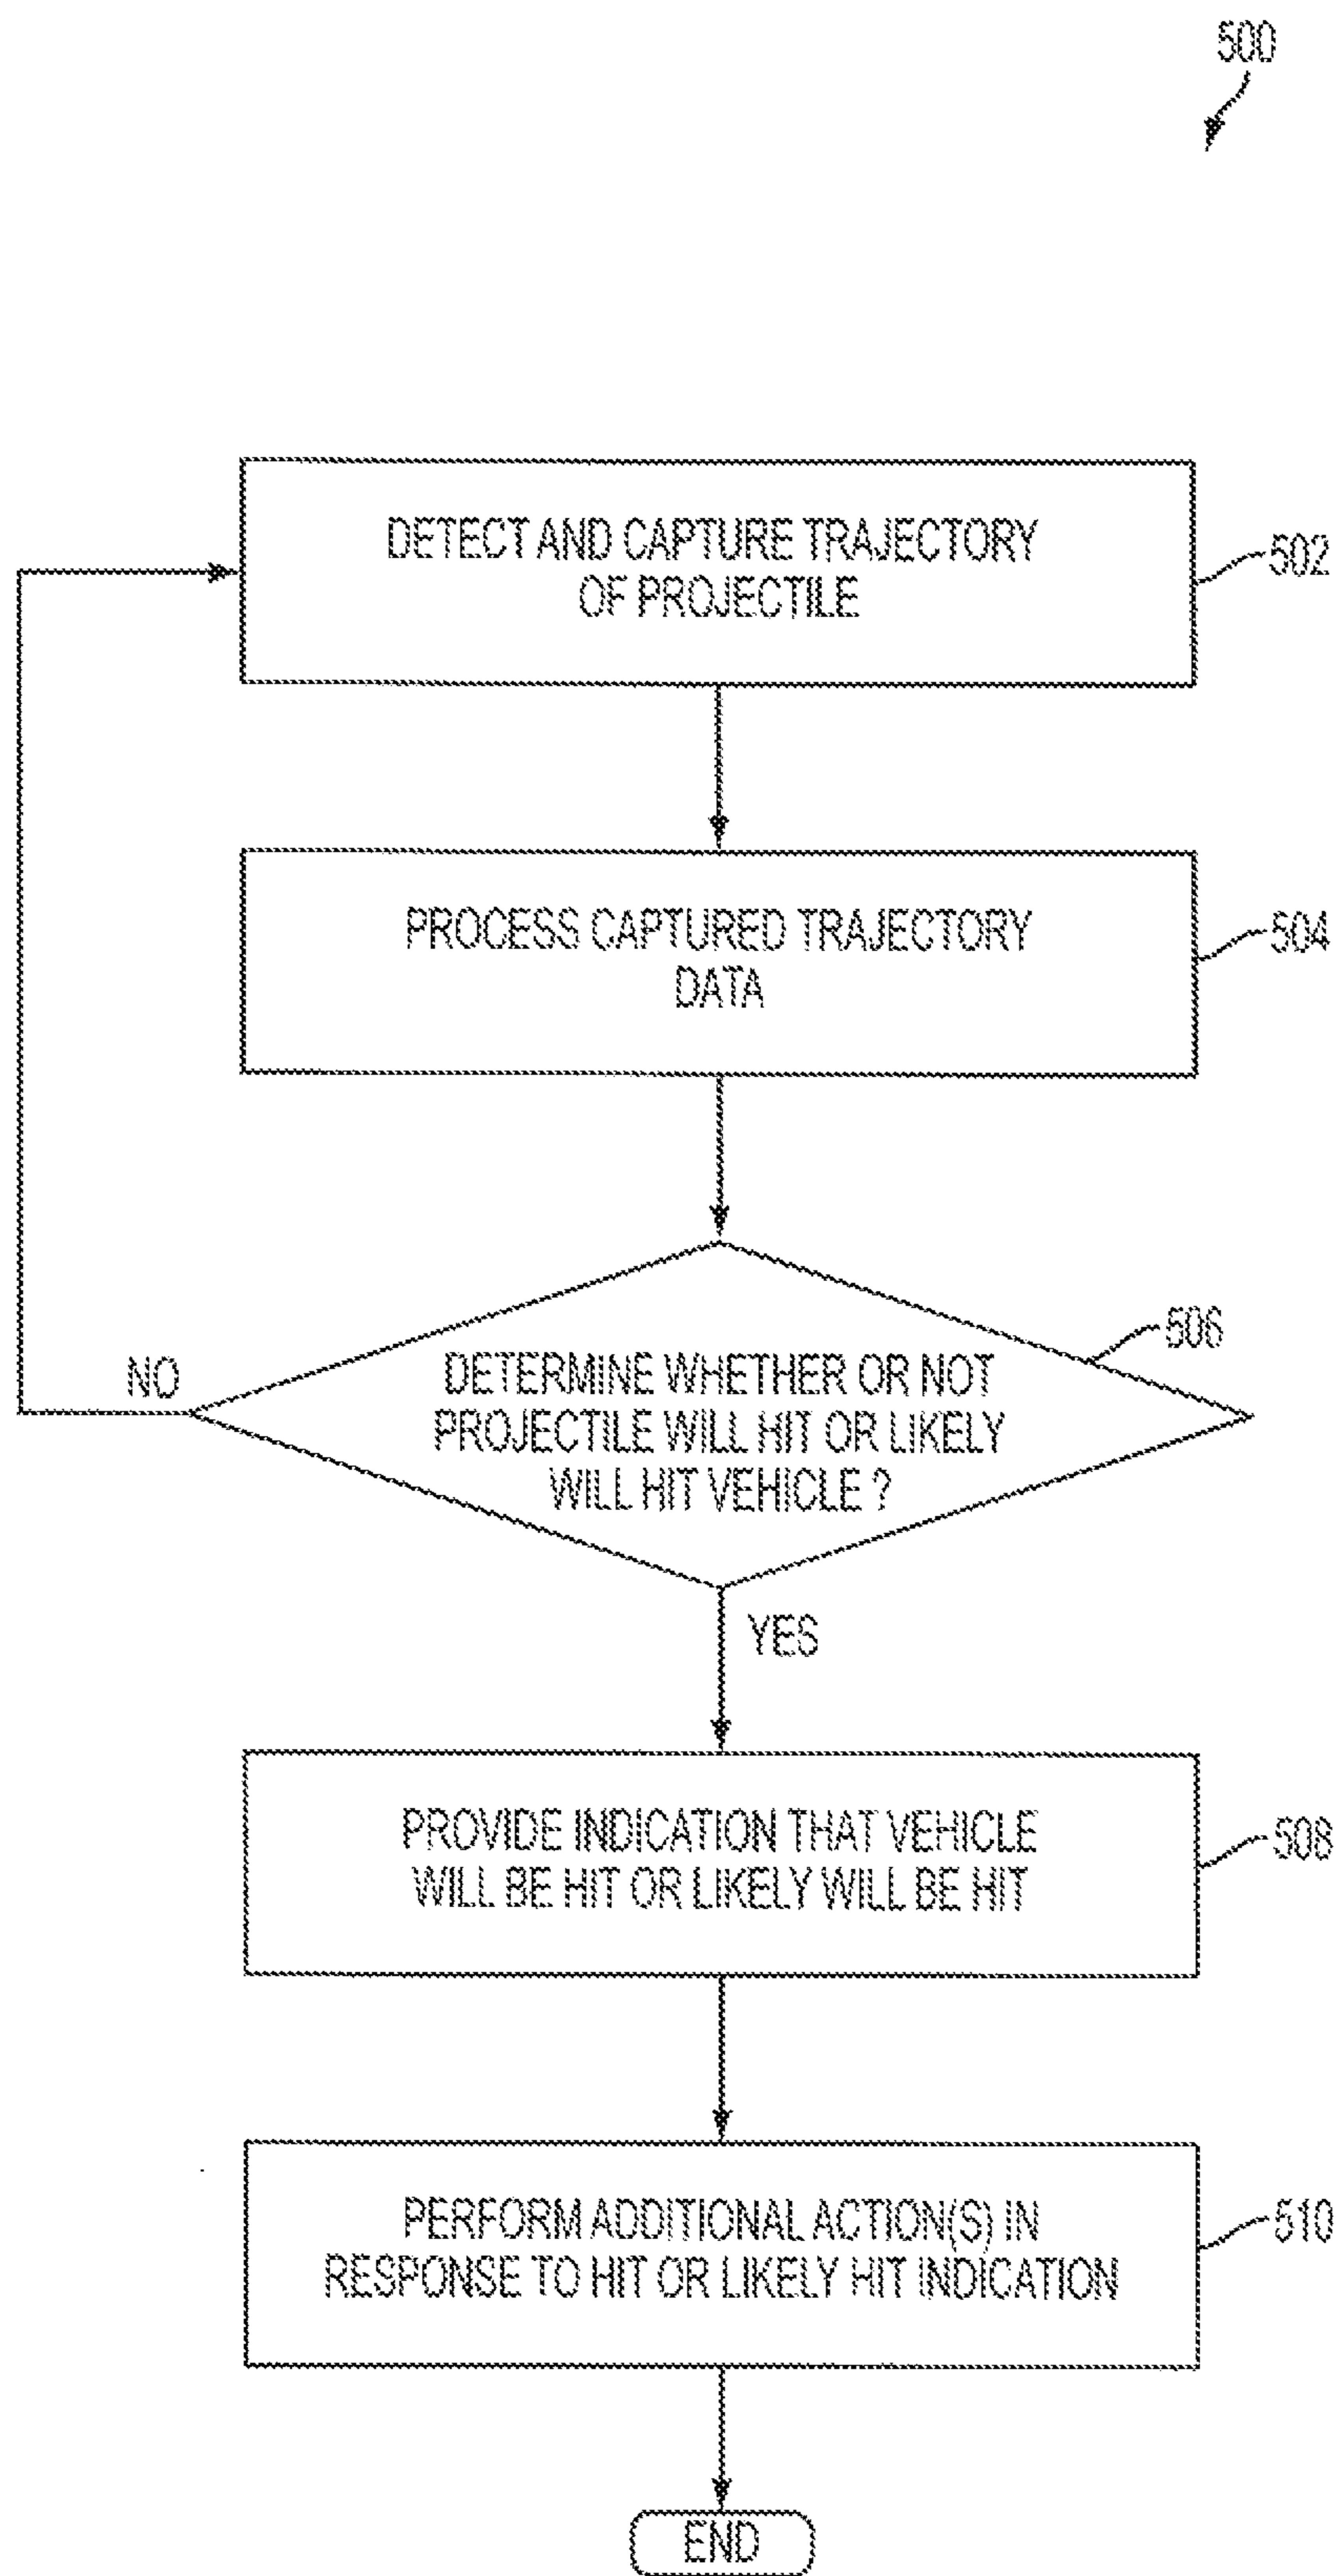 500
DETECT AND CAPTURE TRAJECTORY
OF PROJECTILE
502
PROCESS CAPTURED TRAJECTORY
DATA
504
506
NO
DETERMINE WHETHER OR NOT
PROJECTILE WILL HIT OR LIKELY
WILL HIT VEHICLE ?
YES
PROVIDE INDICATION THAT VEHICLE
WILL BE HIT OR LIKELY WILL BE HIT
508
PERFORM ADDITIONAL ACTION(S) IN
RESPONSE TO HIT OR LIKELY HIT INDICATION
510
END